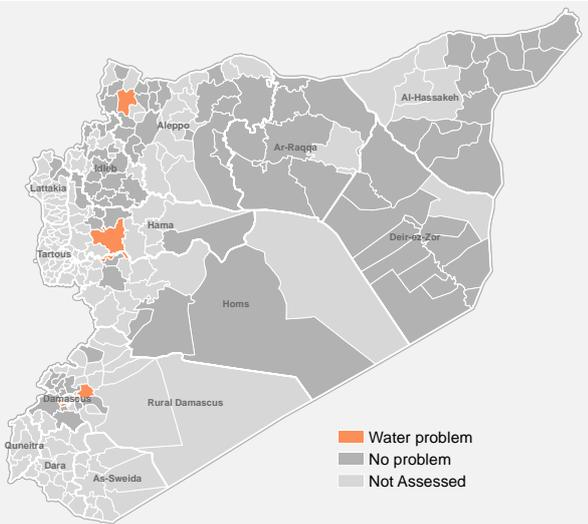 Al-Hassakeh
Aleppo
Ar-Raqqa
Idleb
Lattakia
Hama
Deir-ez-Zor
Tartous
Homs
Damascus
Rural Damascus
Quneitra
Dara
As-Sweida
Water problem
No problem
Not Assessed